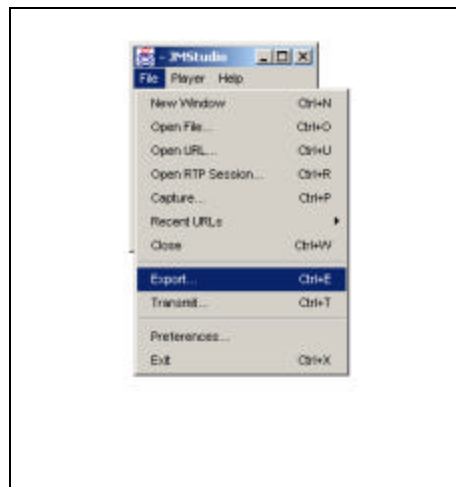 - JMStudio
File Player Help
New Window Ctrl+N
Open File... Ctrl+O
Open URL... Ctrl+U
Open RTP Session... Ctrl+R
Capture... Ctrl+P
Recent URLs
Close Ctrl+W
Export... Ctrl+E
Transmit... Ctrl+T
Preferences...
Exit Ctrl+X